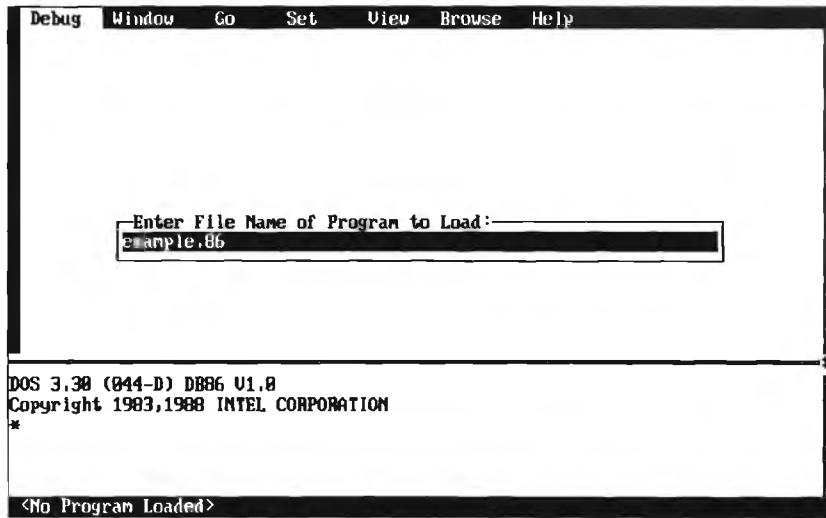 Debug Window Go Set View Browse Help
Enter File Name of Program to Load:
example.86
DOS 3.30 (044-D) DB86 V1.0
Copyright 1983,1988 INTEL CORPORATION
*
<No Program Loaded>